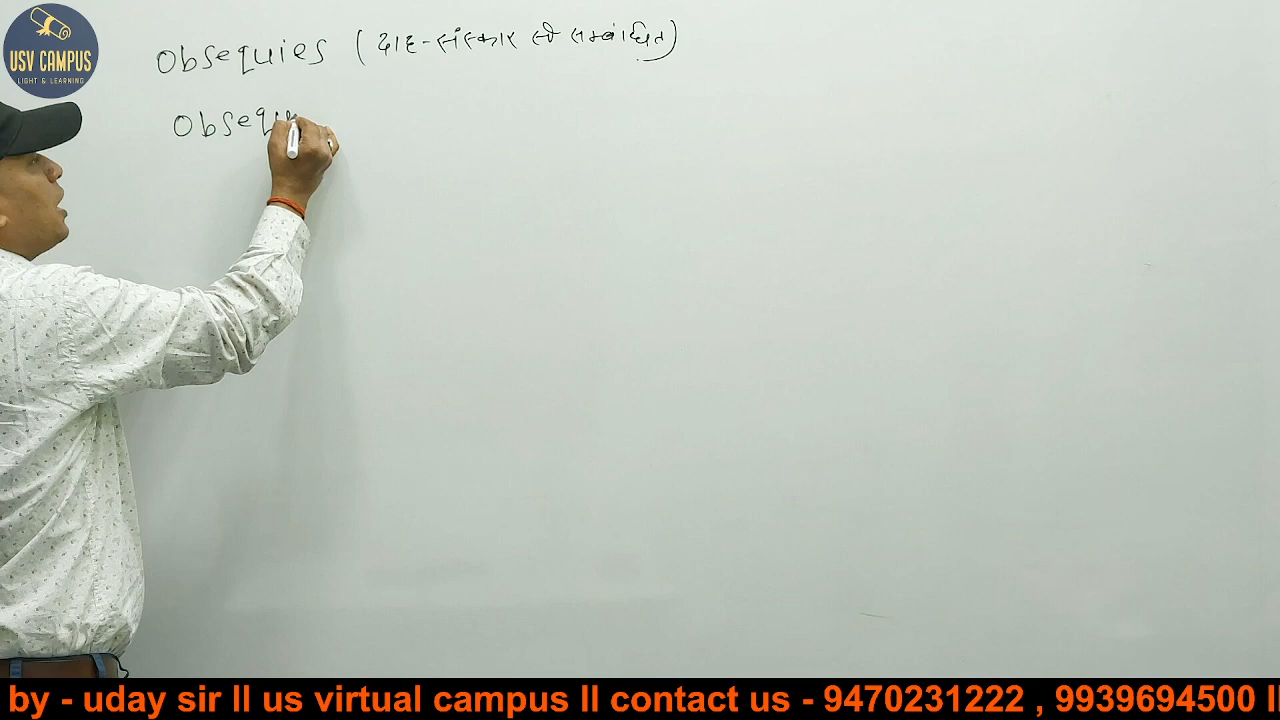 USV CAMPUS
LIGHT & LEARNING
Obsequies (दाह-संस्कार से सम्बंधित)
Obsequi
by - uday sir ll us virtual campus ll contact us - 9470231222 , 9939694500 ll